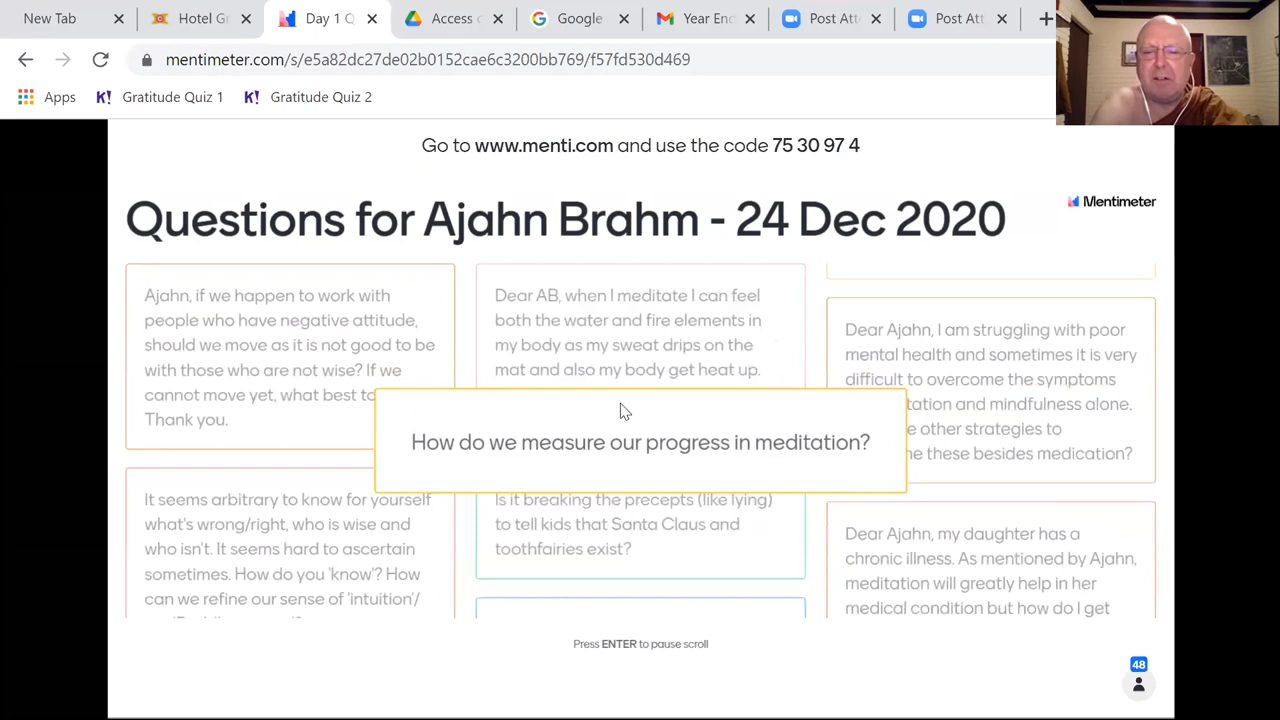 New Tab
Hotel Gr
Day 1 Q
Access
Google
Year End
Post Att
Post Att
mentimeter.com/s/e5a82dc27de02b0152cae6c3200bb769/f57fd530d469
Apps
K! Gratitude Quiz 1
K! Gratitude Quiz 2
Go to www.menti.com and use the code 75 30 97 4
Questions for Ajahn Brahm - 24 Dec 2020
Mentimeter
Ajahn, if we happen to work with
people who have negative attitude,
should we move as it is not good to be
with those who are not wise? If we
cannot move yet, what best to
Thank you.
It seems arbitrary to know for yourself
what's wrong/right, who is wise and
who isn't. It seems hard to ascertain
sometimes. How do you 'know'? How
can we refine our sense of 'intuition'/
Dear AB, when I meditate I can feel
both the water and fire elements in
my body as my sweat drips on the
mat and also my body get heat up.
How do we measure our progress in meditation?
Is it breaking the precepts (like lying)
to tell kids that Santa Claus and
toothfairies exist?
Dear Ajahn, I am struggling with poor
mental health and sometimes it is very
difficult to overcome the symptoms
tation and mindfulness alone.
e other strategies to
ne these besides medication?
Dear Ajahn, my daughter has a
chronic illness. As mentioned by Ajahn,
meditation will greatly help in her
medical condition but how do I get
Press ENTER to pause scroll
48